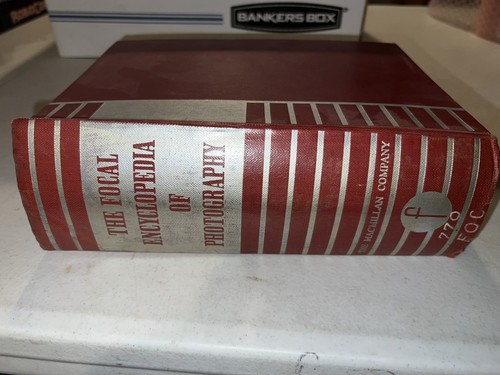 BANKERS BOX
THE FOCAL
ENCYCLOPEDIA
OF
PHOTOGRAPHY
THE MACMILLAN COMPANY
f
770
FOC